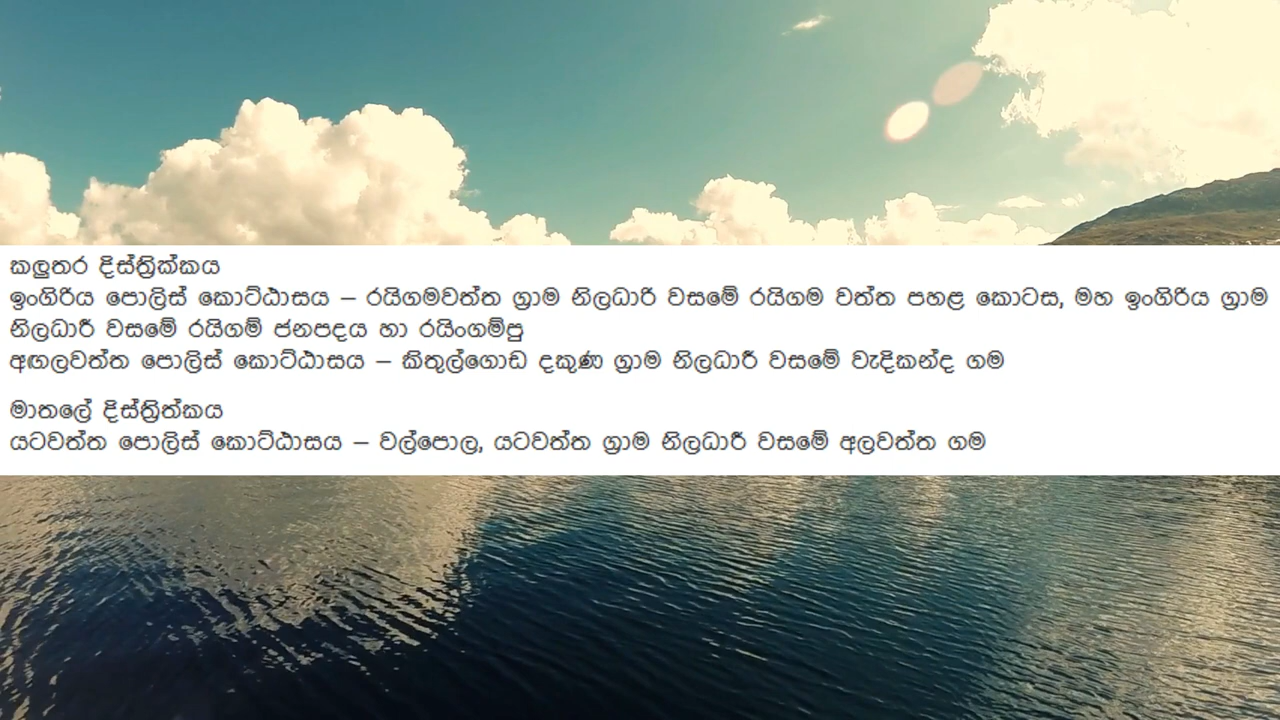 කලුතර දිස්ත්‍රික්කය
ඉංගිරිය පොලිස් කොට්ඨාසය – රයිගමවත්ත ග්‍රාම නිලධාරි වසමේ රයිගම වත්ත පහළ කොටස, මහ ඉංගිරිය ග්‍රාම
නිලධාරී වසමේ රයිගම් ජනපදය හා රයිංගම්පු
අඟලවත්ත පොලිස් කොට්ඨාසය – කිතුල්ගොඩ දකුණ ග්‍රාම නිලධාරී වසමේ වැදිකන්ද ගම
මාතලේ දිස්ත්‍රිත්කය
යටවත්ත පොලිස් කොට්ඨාසය – වල්පොල, යටවත්ත ග්‍රාම නිලධාරී වසමේ අලවත්ත ගම